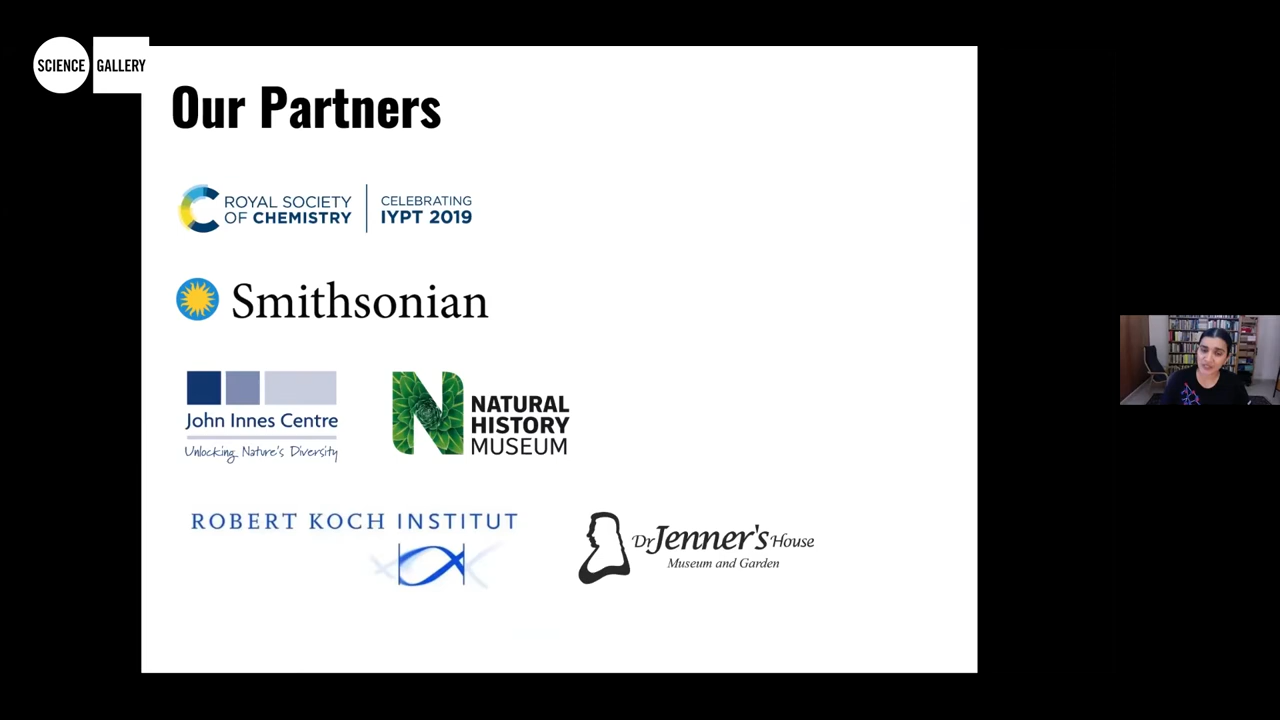 SCIENCE GALLERY
Our Partners
ROYAL SOCIETY
OF CHEMISTRY
CELEBRATING
IYPT 2019
Smithsonian
John Innes Centre
Unlocking Nature's Diversity
NATURAL
HISTORY
MUSEUM
ROBERT KOCH INSTITUT
Dr Jenner's House
Museum and Garden